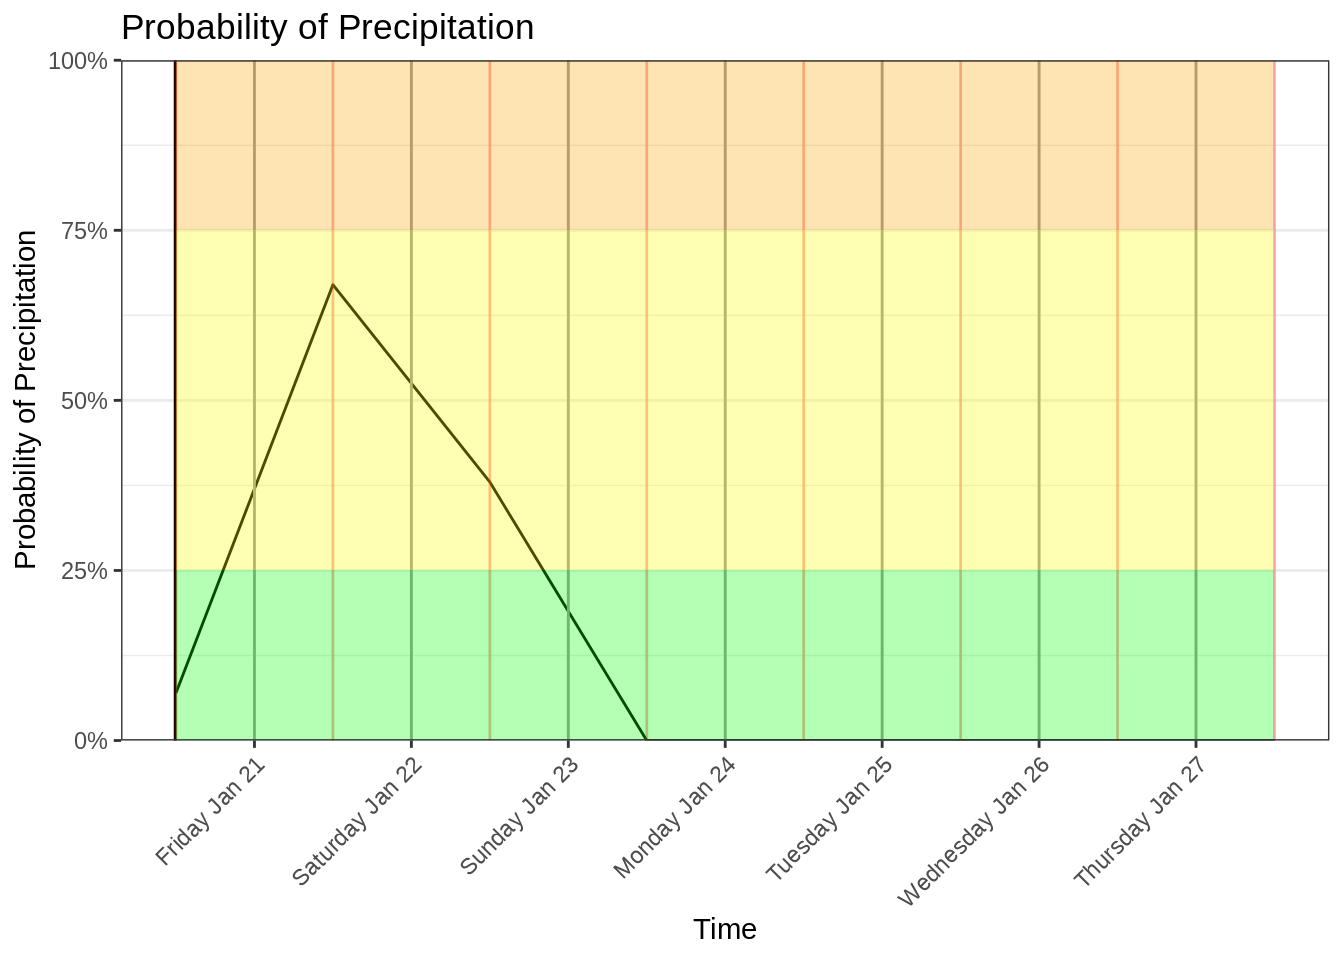 Probability of Precipitation
Probability of Precipitation
100%
75%
50%
25%
0%
Friday Jan 21
Saturday Jan 22
Sunday Jan 23
Monday Jan 24
Tuesday Jan 25
Wednesday Jan 26
Thursday Jan 27
Time